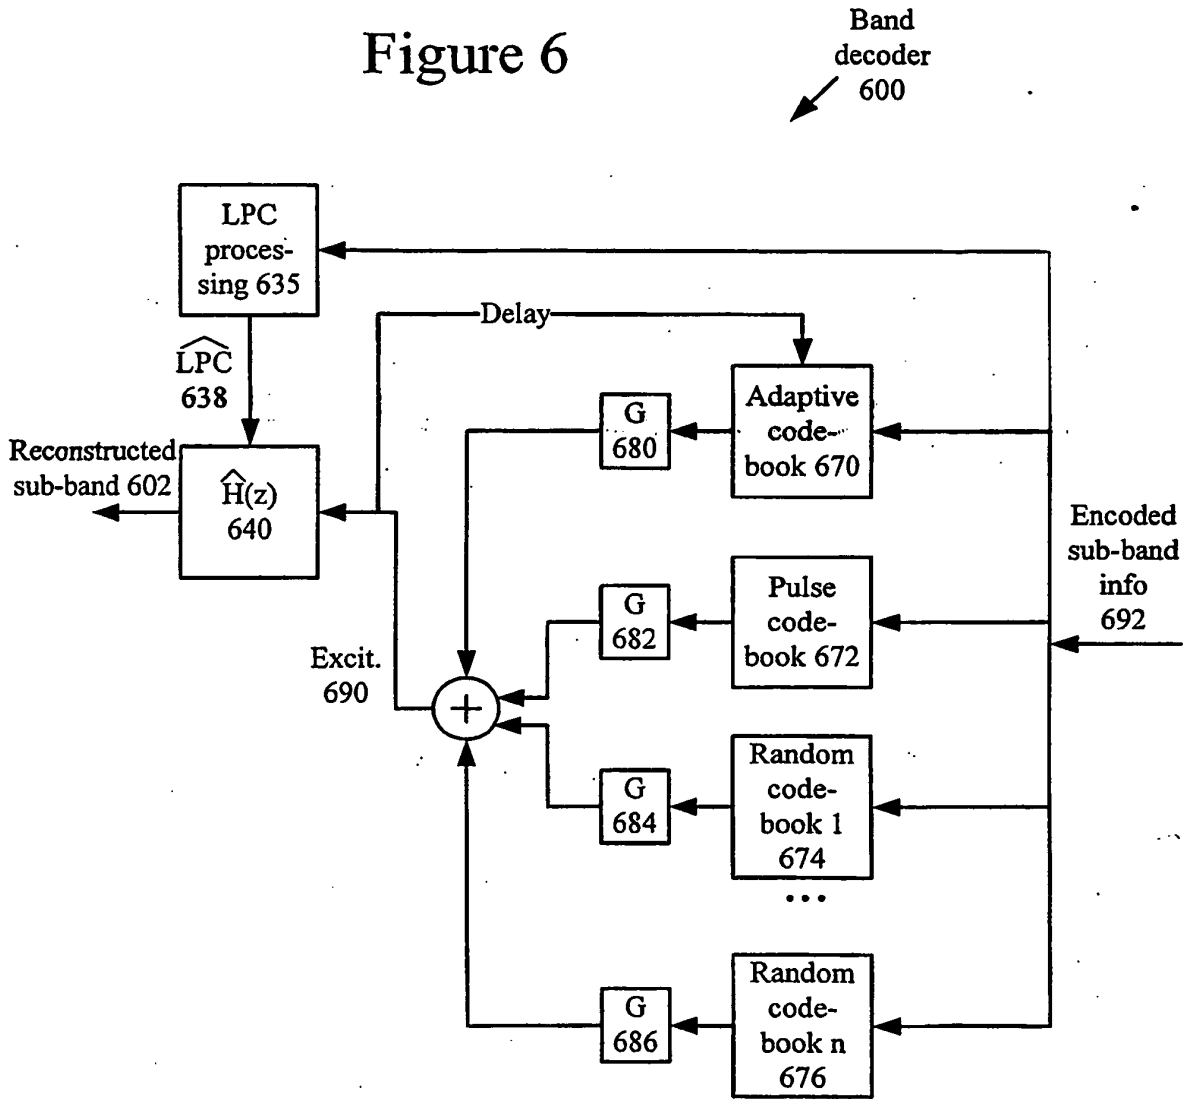 Figure 6
Band
decoder
600
LPC
proces-
sing 635
Delay
LPC
638
Adaptive
code-
book 670
G
680
Reconstructed
sub-band 602
Ĥ(z)
640
Encoded
sub-band
info
692
Pulse
code-
book 672
G
682
Excit.
690
+
Random
code-
book 1
674
G
684
...
Random
code-
book n
676
G
686